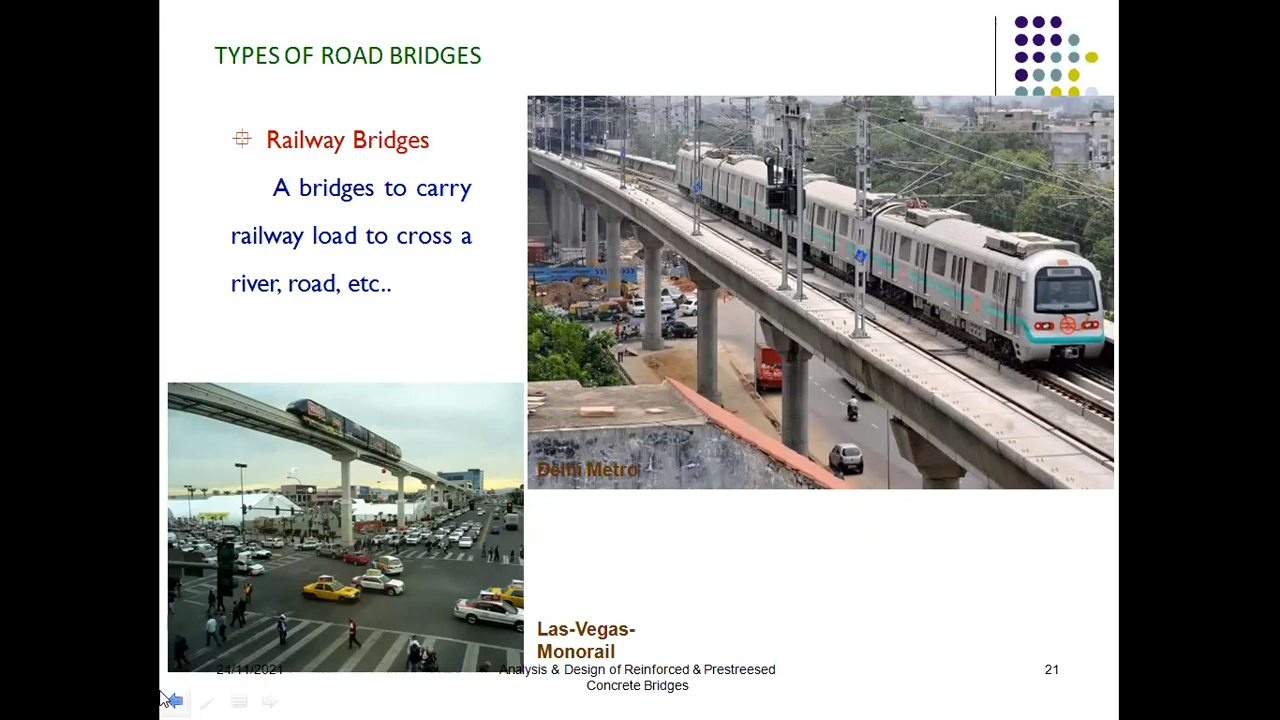 TYPES OF ROAD BRIDGES
Railway Bridges
A bridges to carry
railway load to cross a
river, road, etc..
Delhi Metro
Las-Vegas-
Monorail
24/11/2021
Analysis & Design of Reinforced & Prestreesed
Concrete Bridges
21